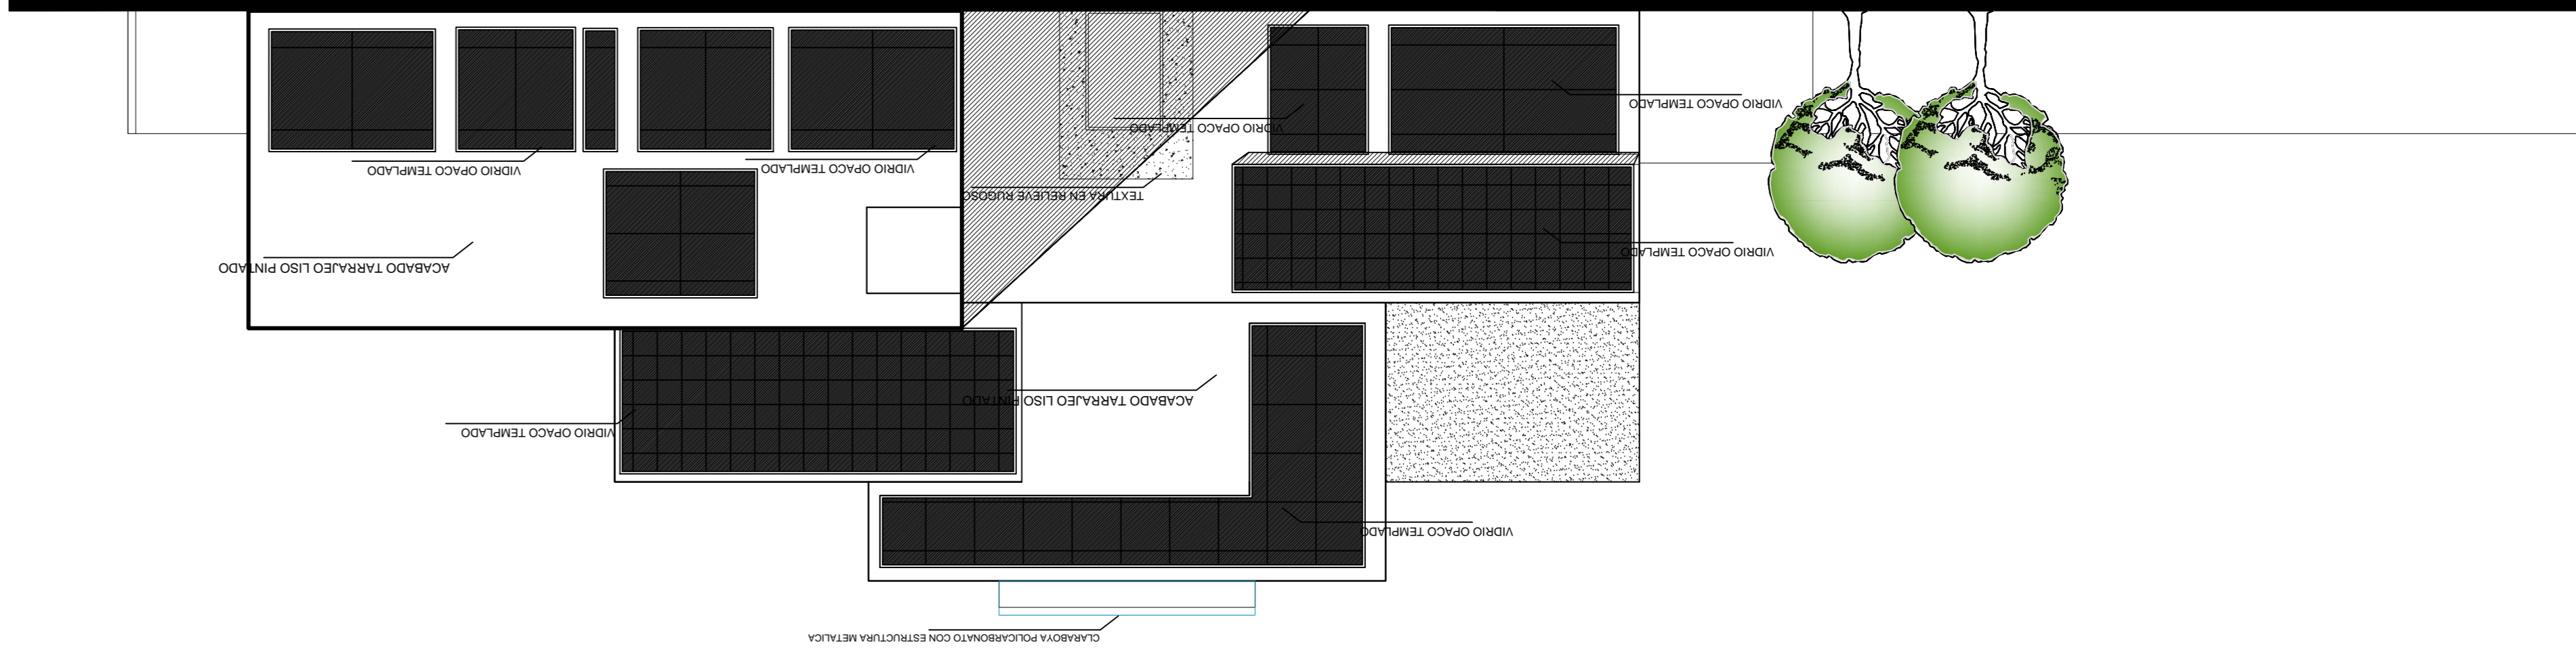 CLARABOYA POLICARBONATO CON ESTRUCTURA METALICA
VIDRIO OPACO TEMPLADO
VIDRIO OPACO TEMPLADO
ACABADO TARRAJEO LISO PINTADO
ACABADO TARRAJEO LISO PINTADO
VIDRIO OPACO TEMPLADO
TEXTURA EN RELIEVE RUGOSO
VIDRIO OPACO TEMPLADO
VIDRIO OPACO TEMPLADO
VIDRIO OPACO TEMPLADO
VIDRIO OPACO TEMPLADO